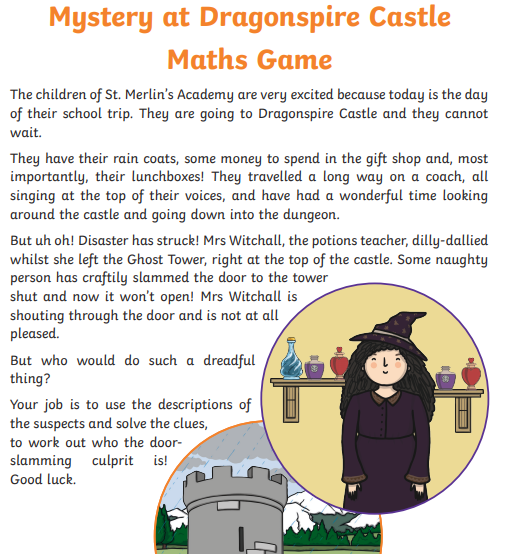 Mystery at Dragonspire Castle
Maths Game
The children of St. Merlin's Academy are very excited because today is the day
of their school trip. They are going to Dragonspire Castle and they cannot
wait.
They have their rain coats, some money to spend in the gift shop and, most
importantly, their lunchboxes! They travelled a long way on a coach, all
singing at the top of their voices, and have had a wonderful time looking
around the castle and going down into the dungeon.
But uh oh! Disaster has struck! Mrs Witchall, the potions teacher, dilly-dallied
whilst she left the Ghost Tower, right at the top of the castle. Some naughty
person has craftily slammed the door to the tower
shut and now it won't open! Mrs Witchall is
shouting through the door and is not at all
pleased.
But who would do such a dreadful
thing?
Your job is to use the descriptions of
the suspects and solve the clues,
to work out who the door-
slamming culprit is!
Good luck.